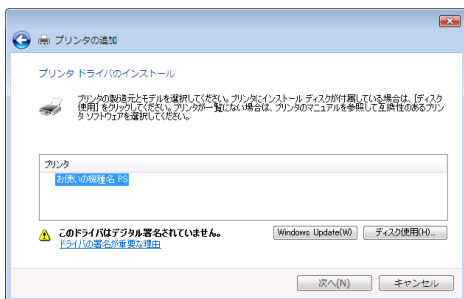 プリンタの追加
プリンタ ドライバのインストール
プリンタの製造元とモデルを選択してください。プリンタにインストール ディスクが付属している場合は、[ディスク
使用] をクリックしてください。プリンタが一覧にない場合は、プリンタのマニュアルを参照して互換性のあるプリン
タ ソフトウェアを選択してください。
プリンタ
お使いの機種名 PS
このドライバはデジタル署名されていません。
Windows Update(W)
ディスク使用(H)...
ドライバの署名が重要な理由
次へ(N)
キャンセル